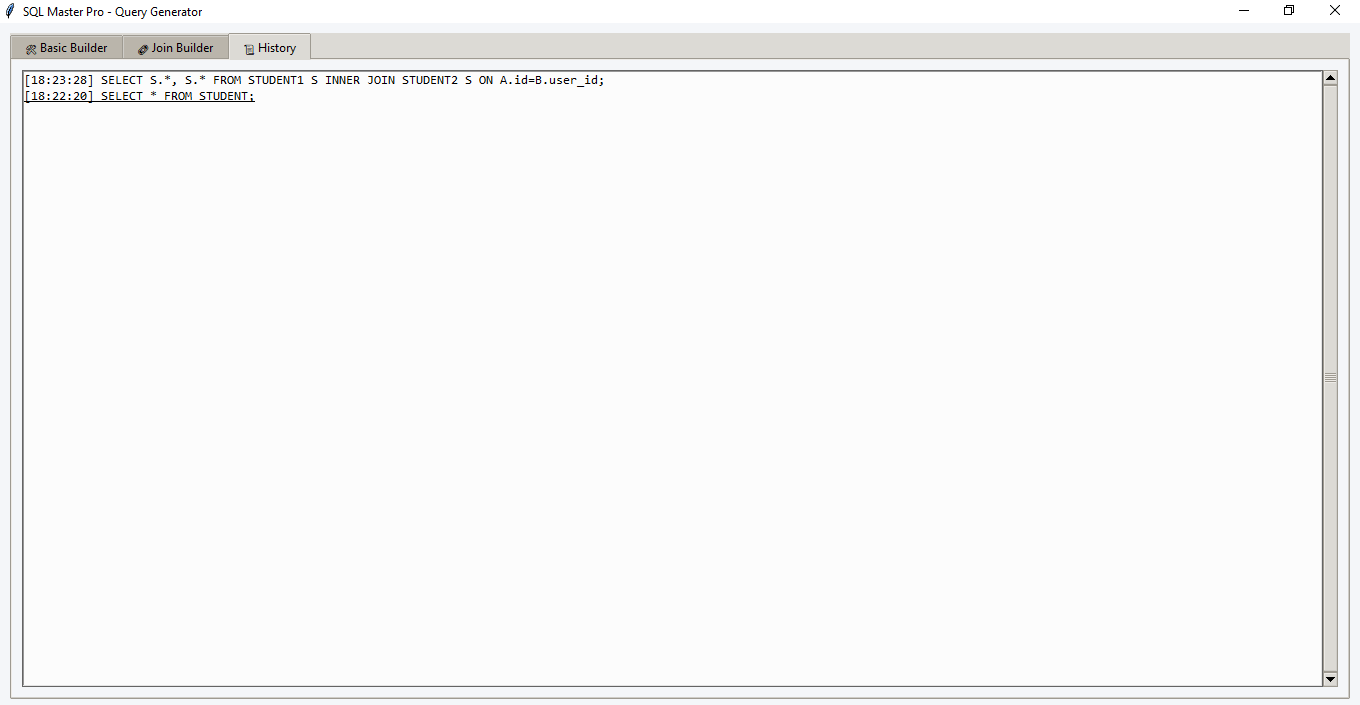 SQL Master Pro - Query Generator
Basic Builder
Join Builder
History
[18:23:28] SELECT S.*, S.* FROM STUDENT1 S INNER JOIN STUDENT2 S ON A.id=B.user_id;
[18:22:20] SELECT * FROM STUDENT;